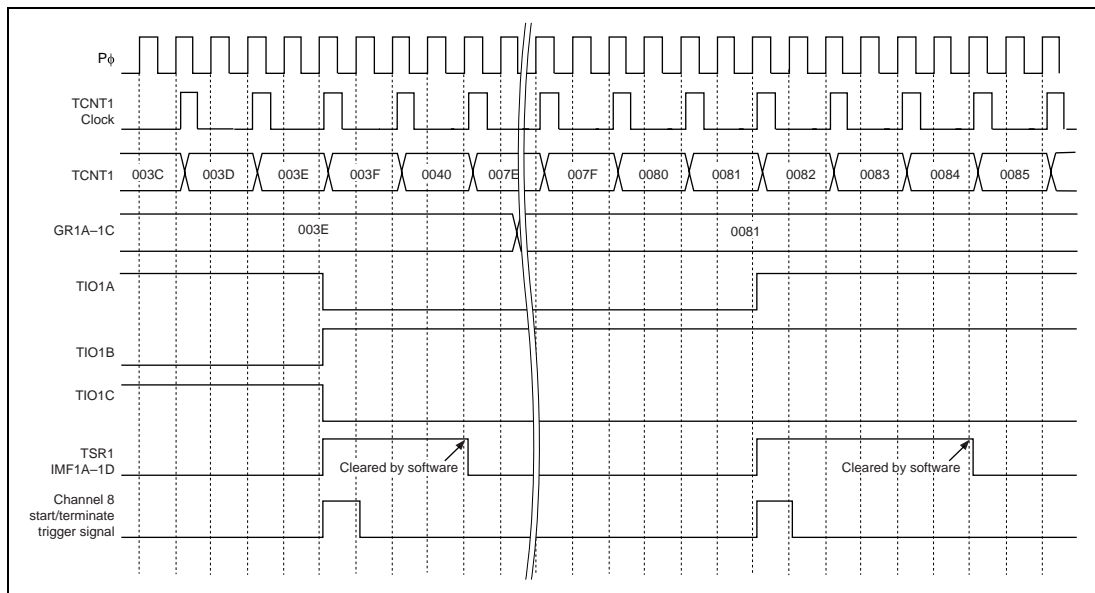 Pϕ
TCNT1
Clock
TCNT1
003C 003D 003E 003F 0040 007E 007F 0080 0081 0082 0083 0084 0085
GR1A–1C
003E 0081
TIO1A
TIO1B
TIO1C
TSR1
IMF1A–1D
Cleared by software Cleared by software
Channel 8
start/terminate
trigger signal